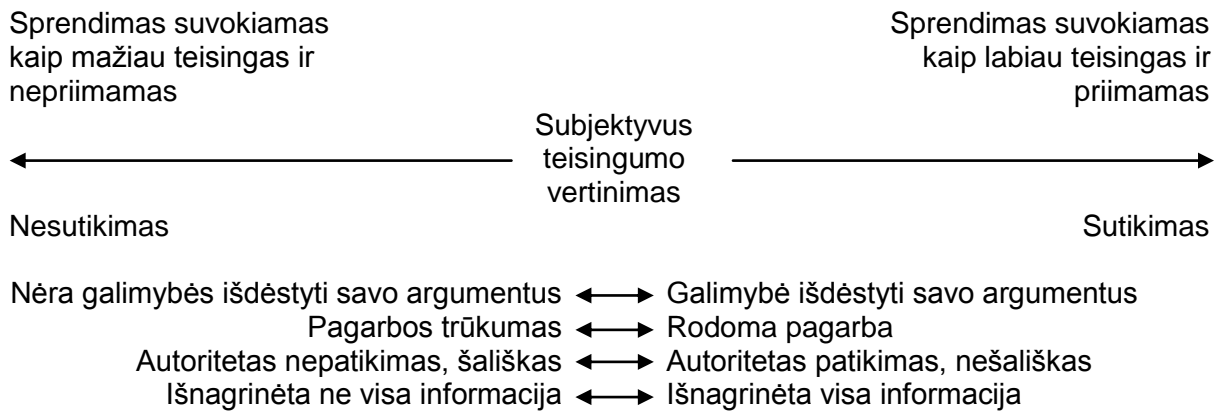 Sprendimas suvokiamas
kaip mažiau teisingas ir
nepriimamas
Sprendimas suvokiamas
kaip labiau teisingas ir
priimamas
Subjektyvus
teisingumo
vertinimas
Nesutikimas
Sutikimas
Nėra galimybės išdėstyti savo argumentus
Galimybė išdėstyti savo argumentus
Pagarbos trūkumas
Rodoma pagarba
Autoritetas nepatikimas, šališkas
Autoritetas patikimas, nešališkas
Išnagrinėta ne visa informacija
Išnagrinėta visa informacija